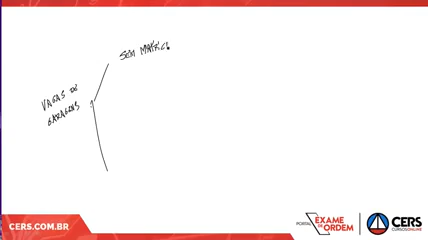 SEM MATRÍC
VAGAS DE
GARAGENS
CERS.COM.BR
PORTAL EXAME DE ORDEM
CERS
CURSOS ONLINE